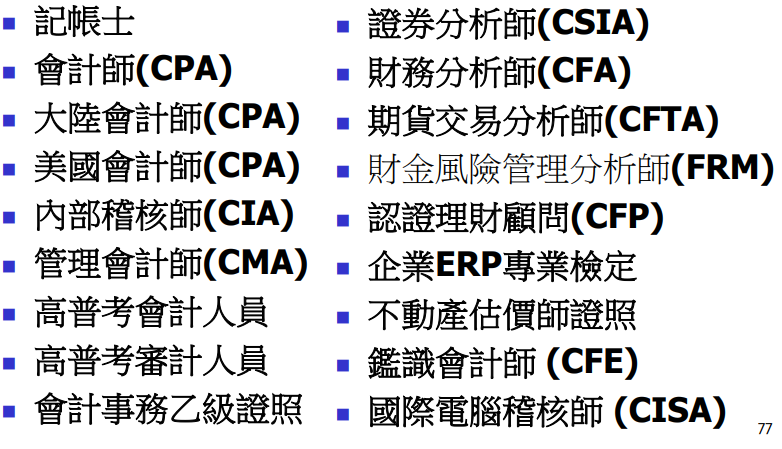 記帳士
會計師(CPA)
大陸會計師(CPA)
美國會計師(CPA)
內部稽核師(CIA)
管理會計師(CMA)
高普考會計人員
高普考審計人員
會計事務乙級證照
證券分析師(CSIA)
財務分析師(CFA)
期貨交易分析師(CFTA)
財金風險管理分析師(FRM)
認證理財顧問(CFP)
企業ERP專業檢定
不動產估價師證照
鑑識會計師 (CFE)
國際電腦稽核師 (CISA)
77